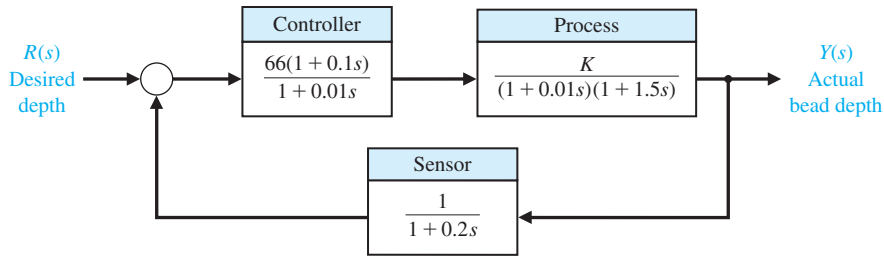 Controller
Process
R(s)
Desired
depth
66(1 + 0.1s)
1 + 0.01s
K
(1 + 0.01s)(1 + 1.5s)
Y(s)
Actual
bead depth
Sensor
1
1 + 0.2s